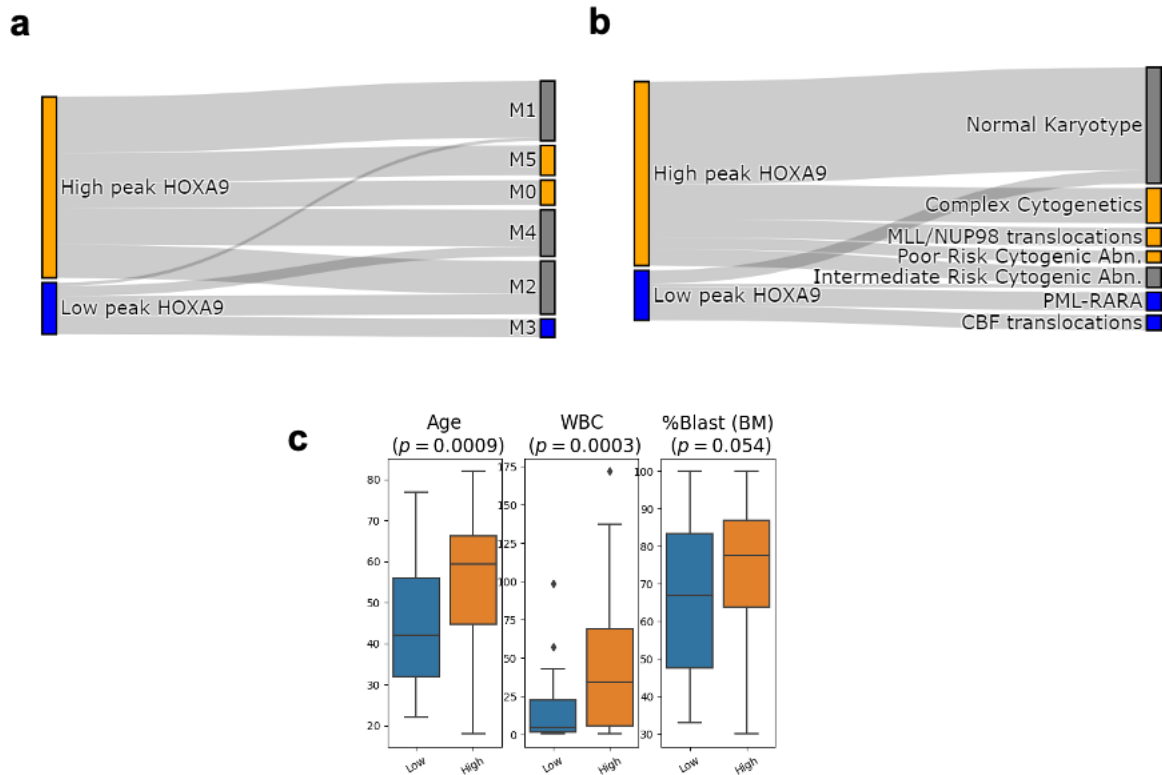 a
High peak HOXA9
Low peak HOXA9
M1
M5
M0
M4
M2
M3
b
High peak HOXA9
Low peak HOXA9
Normal Karyotype
Complex Cytogenetics
MLL/NUP98 translocations
Poor Risk Cytogenic Abn.
Intermediate Risk Cytogenic Abn.
PML-RARA
CBF translocations
c
Age
(p = 0.0009)
80
70
60
50
40
30
20
Low
High
WBC
(p = 0.0003)
175
150
125
100
75
50
25
0
Low
High
%Blast (BM)
(p = 0.054)
100
90
80
70
60
50
40
30
Low
High